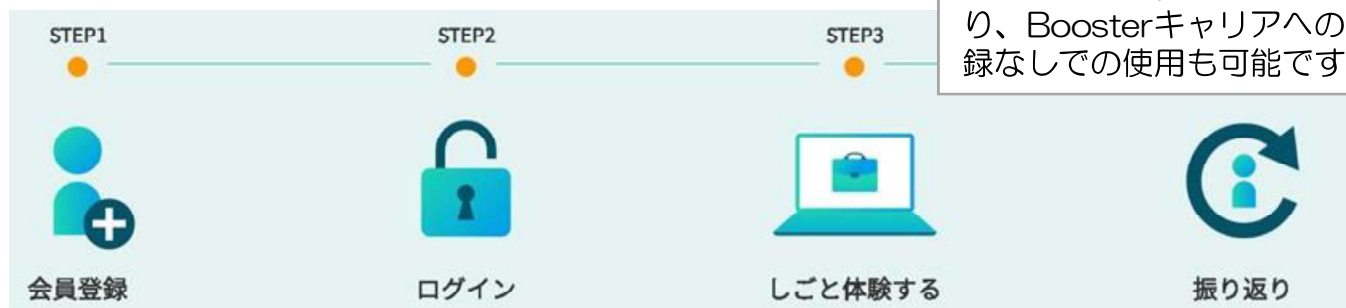 り、Boosterキャリアへの
録なしでの使用も可能です
STEP1
STEP2
STEP3
会員登録
ログイン
しごと体験する
振り返り